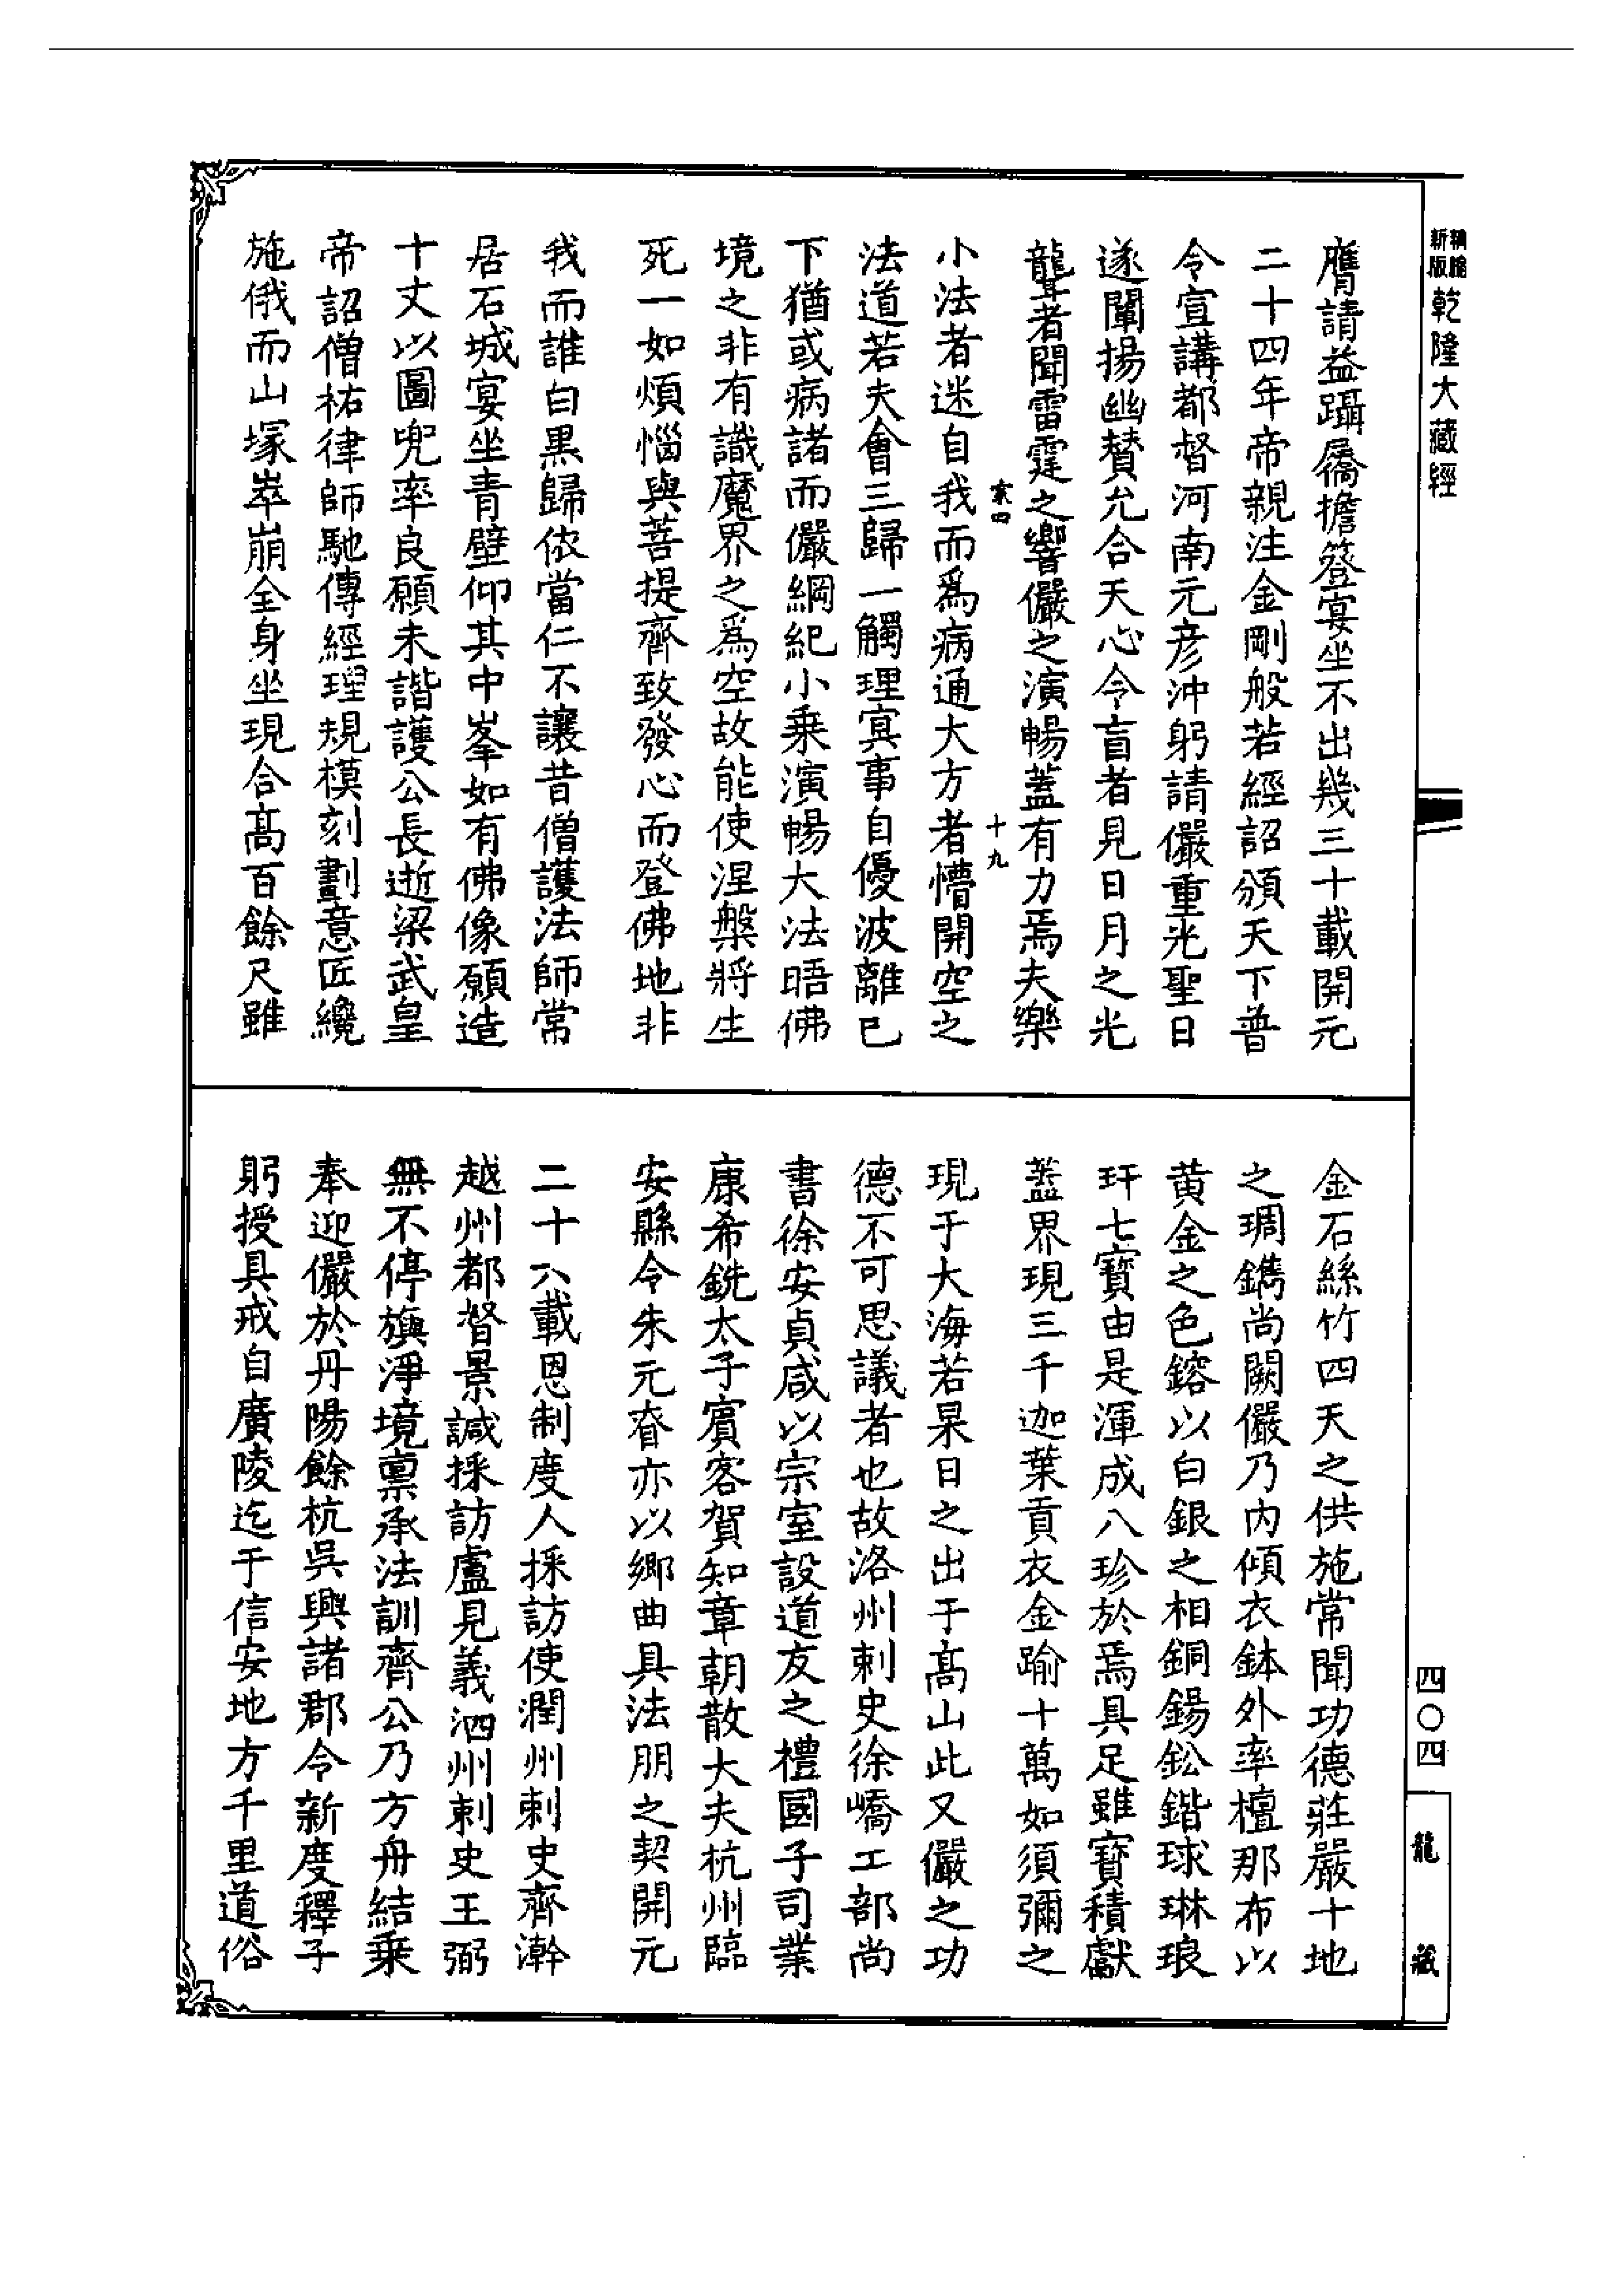 精縮
新版
乾隆大藏經
膺請益躡屩擔簦宴坐不出幾三十載開元
二十四年帝親注金剛般若經詔頒天下普
令宣講都督河南元彥沖躬請儼重光聖日
遂闡揚幽贊允合天心令盲者見日月之光
聾者聞雷霆之響儼之演暢蓋有力焉夫樂
小法者迷自我而爲病通大方者懵開空之
法道若夫會三歸一觸理寘事自優波離已
下猶或病諸而儼綱紀小乘演暢大法晤佛
境之非有識魔界之爲空故能使涅槃將生
死一如煩惱與菩提齊致發心而登佛地非
我而誰白黑歸依當仁不讓昔僧護法師常
居石城宴坐青壁仰其中峯如有佛像願造
十丈以圖兜率良願未諧護公長逝梁武皇
帝詔僧祐律師馳傳經理規模刻劃意匠纔
施俄而山塚崒崩全身坐現合髙百餘尺雖
十九
金石絲竹四天之供施常聞功德莊嚴十地
之琱鐫尚闕儼乃内傾衣鉢外率檀那布以
黄金之色鎔以白銀之相銅鍚鈆鍇球琳琅
玕七寶由是渾成八珍於焉具足雖寶積獻
蓋界現三千迦葉貢衣金踰十萬如須彌之
現于大海若杲日之出于髙山此又儼之功
德不可思議者也故洛州刺史徐嶠工部尚
書徐安貞咸以宗室設道友之禮國子司業
康希銑太子賓客賀知章朝散大夫杭州臨
安縣令朱元昚亦以鄉曲具法朋之契開元
二十六載恩制度人採訪使潤州刺史齊澣
越州都督景誠採訪盧見義泗州刺史王弼
無不停旟淨境禀承法訓齊公乃方舟結乘
奉迎儼於丹陽餘杭吳興諸郡令新度釋子
躬授具戒自廣陵迄于信安地方千里道俗
四〇四
龍藏